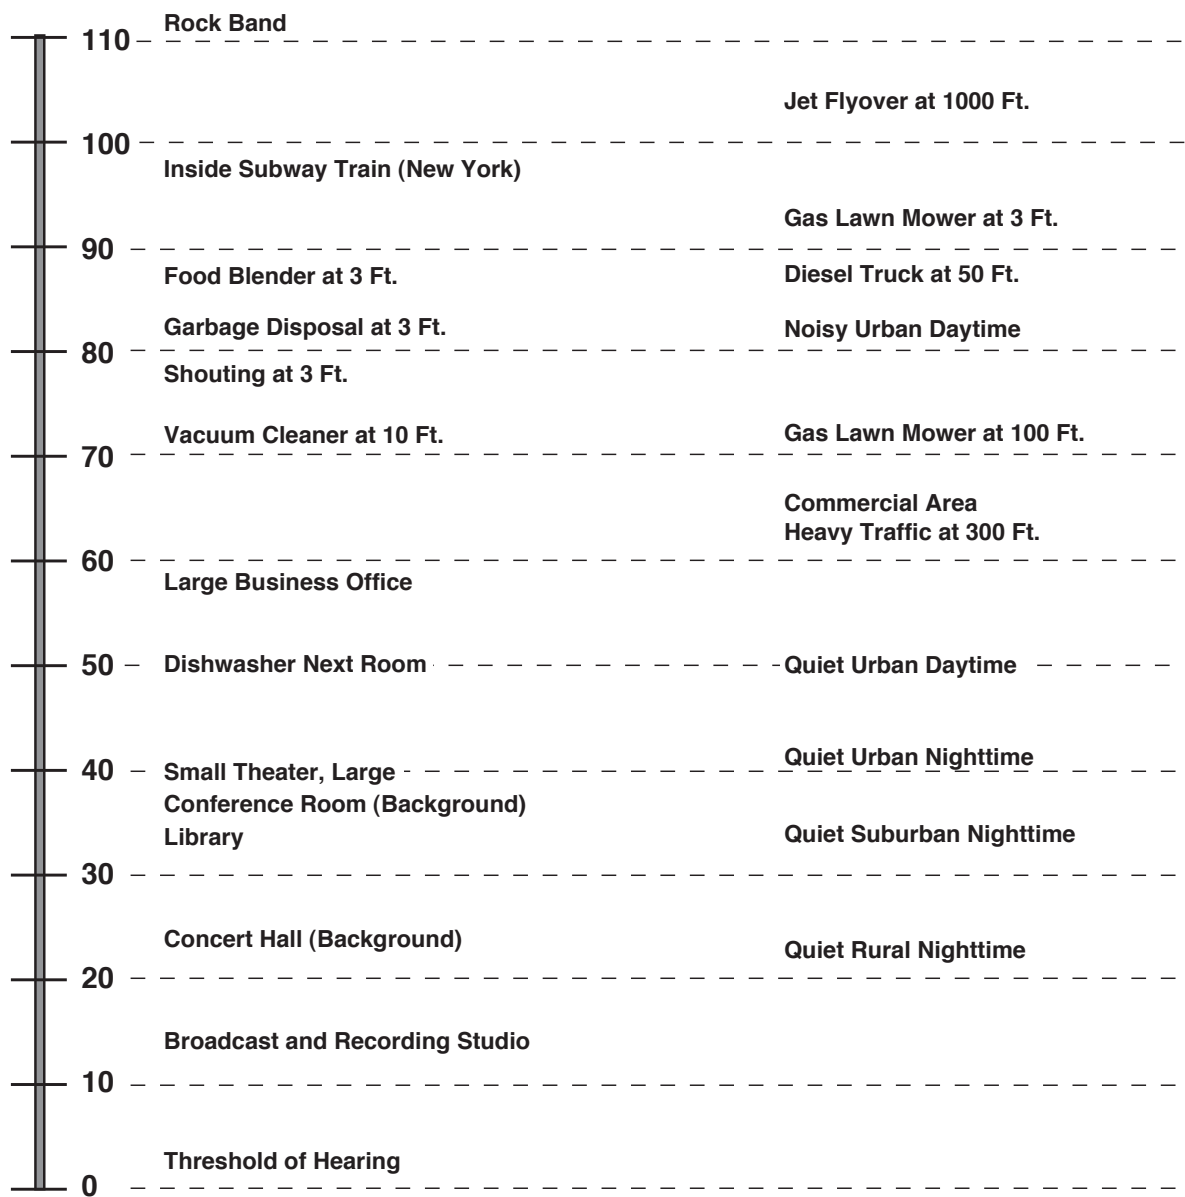 Rock Band
110
Jet Flyover at 1000 Ft.
100
Inside Subway Train (New York)
Gas Lawn Mower at 3 Ft.
90
Food Blender at 3 Ft.
Diesel Truck at 50 Ft.
Garbage Disposal at 3 Ft.
Noisy Urban Daytime
80
Shouting at 3 Ft.
Vacuum Cleaner at 10 Ft.
Gas Lawn Mower at 100 Ft.
70
Commercial Area
Heavy Traffic at 300 Ft.
60
Large Business Office
50
Dishwasher Next Room
Quiet Urban Daytime
Quiet Urban Nighttime
40
Small Theater, Large
Conference Room (Background)
Library
Quiet Suburban Nighttime
30
Concert Hall (Background)
Quiet Rural Nighttime
20
Broadcast and Recording Studio
10
Threshold of Hearing
0